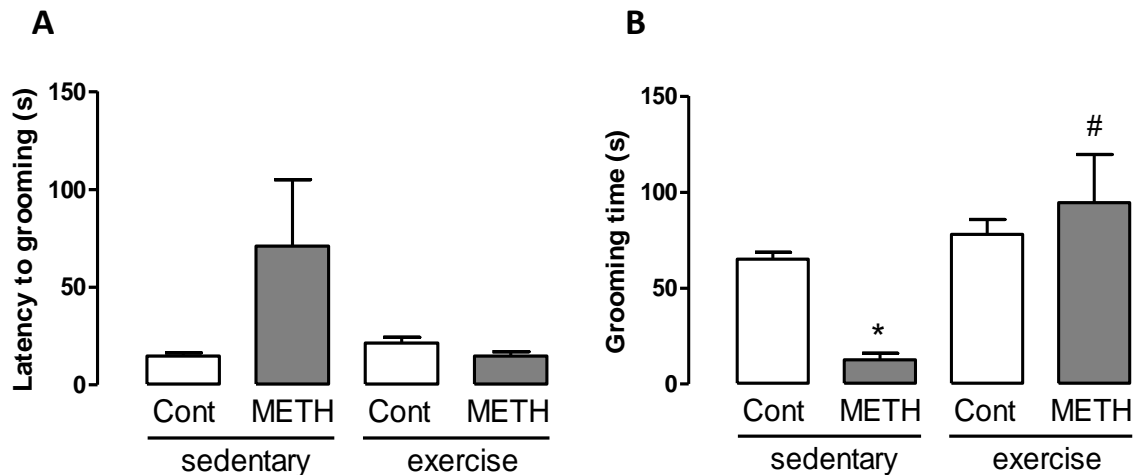 A
Latency to grooming (s)
150
100
50
0
Cont METH Cont METH
sedentary exercise
B
Grooming time (s)
150
100
50
0
*
#
Cont METH Cont METH
sedentary exercise